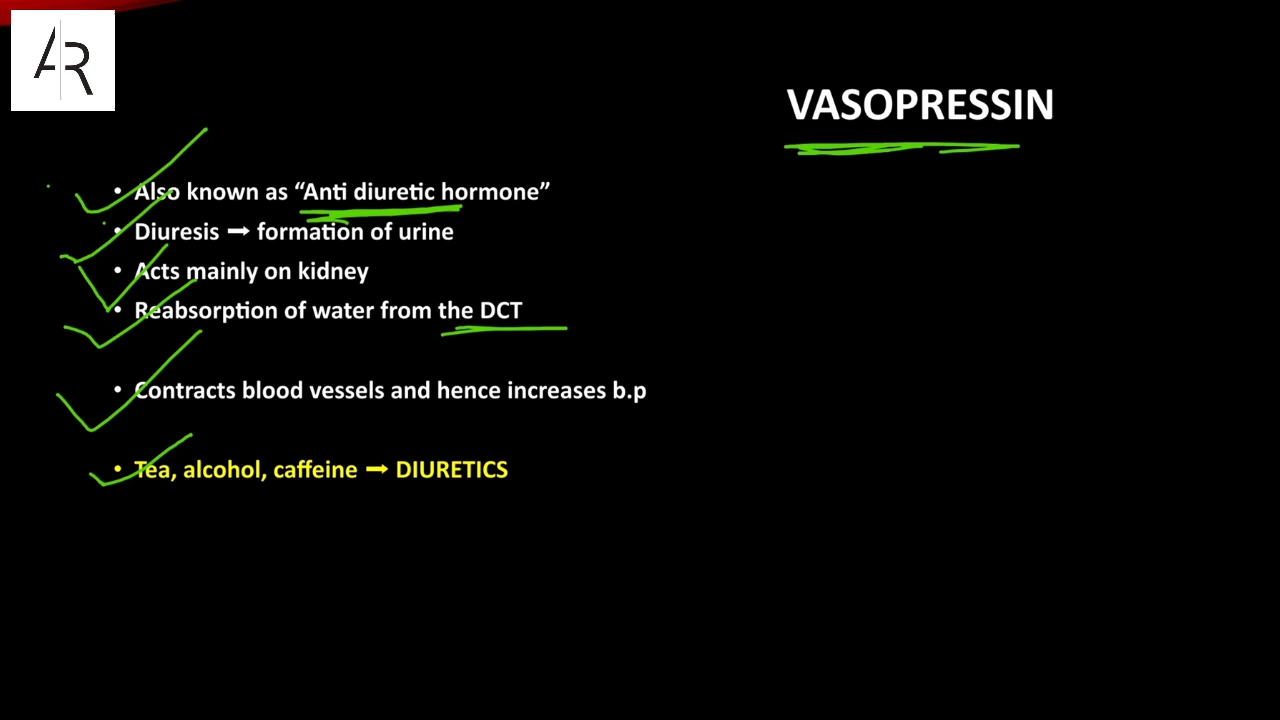 AR
VASOPRESSIN
• Also known as “Anti diuretic hormone”
• Diuresis → formation of urine
• Acts mainly on kidney
• Reabsorption of water from the DCT
• Contracts blood vessels and hence increases b.p
• Tea, alcohol, caffeine → DIURETICS